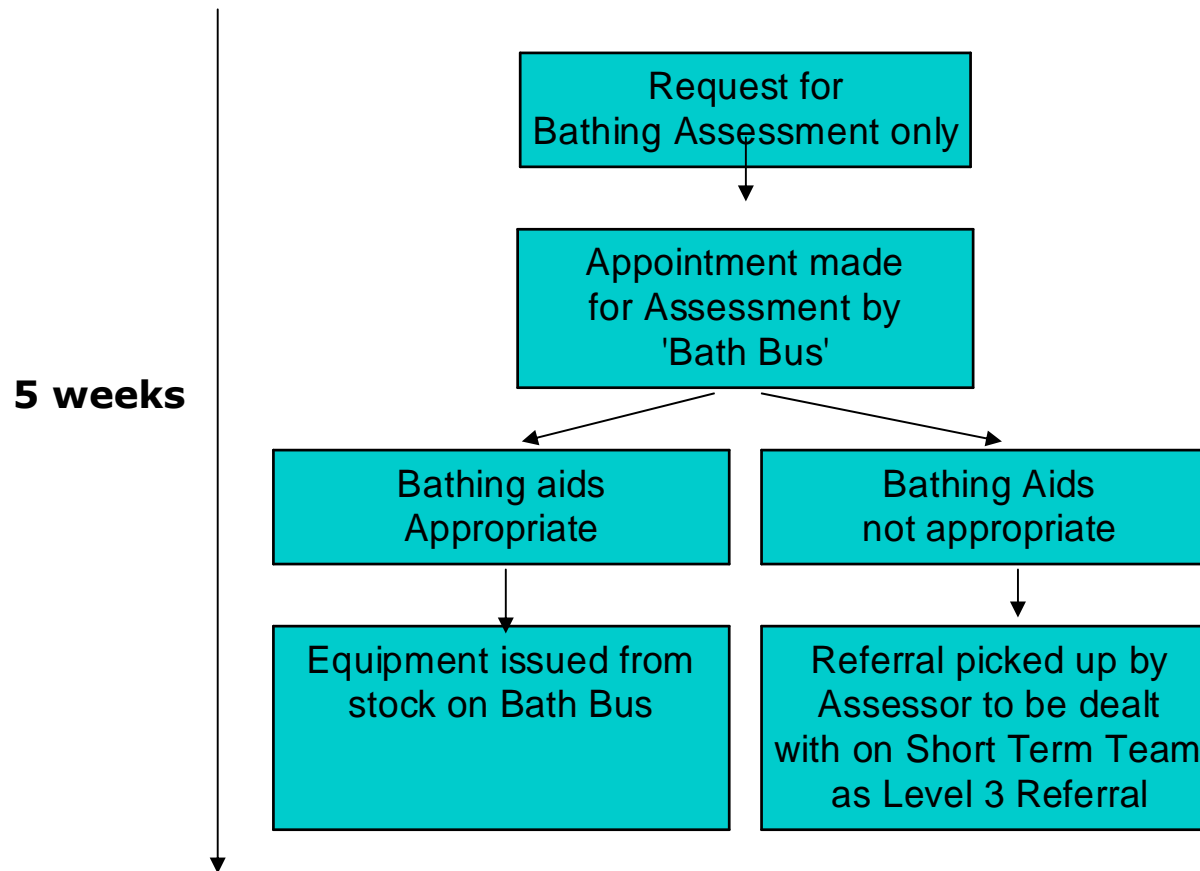 Request for
Bathing Assessment only
Appointment made
for Assessment by
'Bath Bus'
5 weeks
Bathing aids
Appropriate
Bathing Aids
not appropriate
Equipment issued from
stock on Bath Bus
Referral picked up by
Assessor to be dealt
with on Short Term Team
as Level 3 Referral